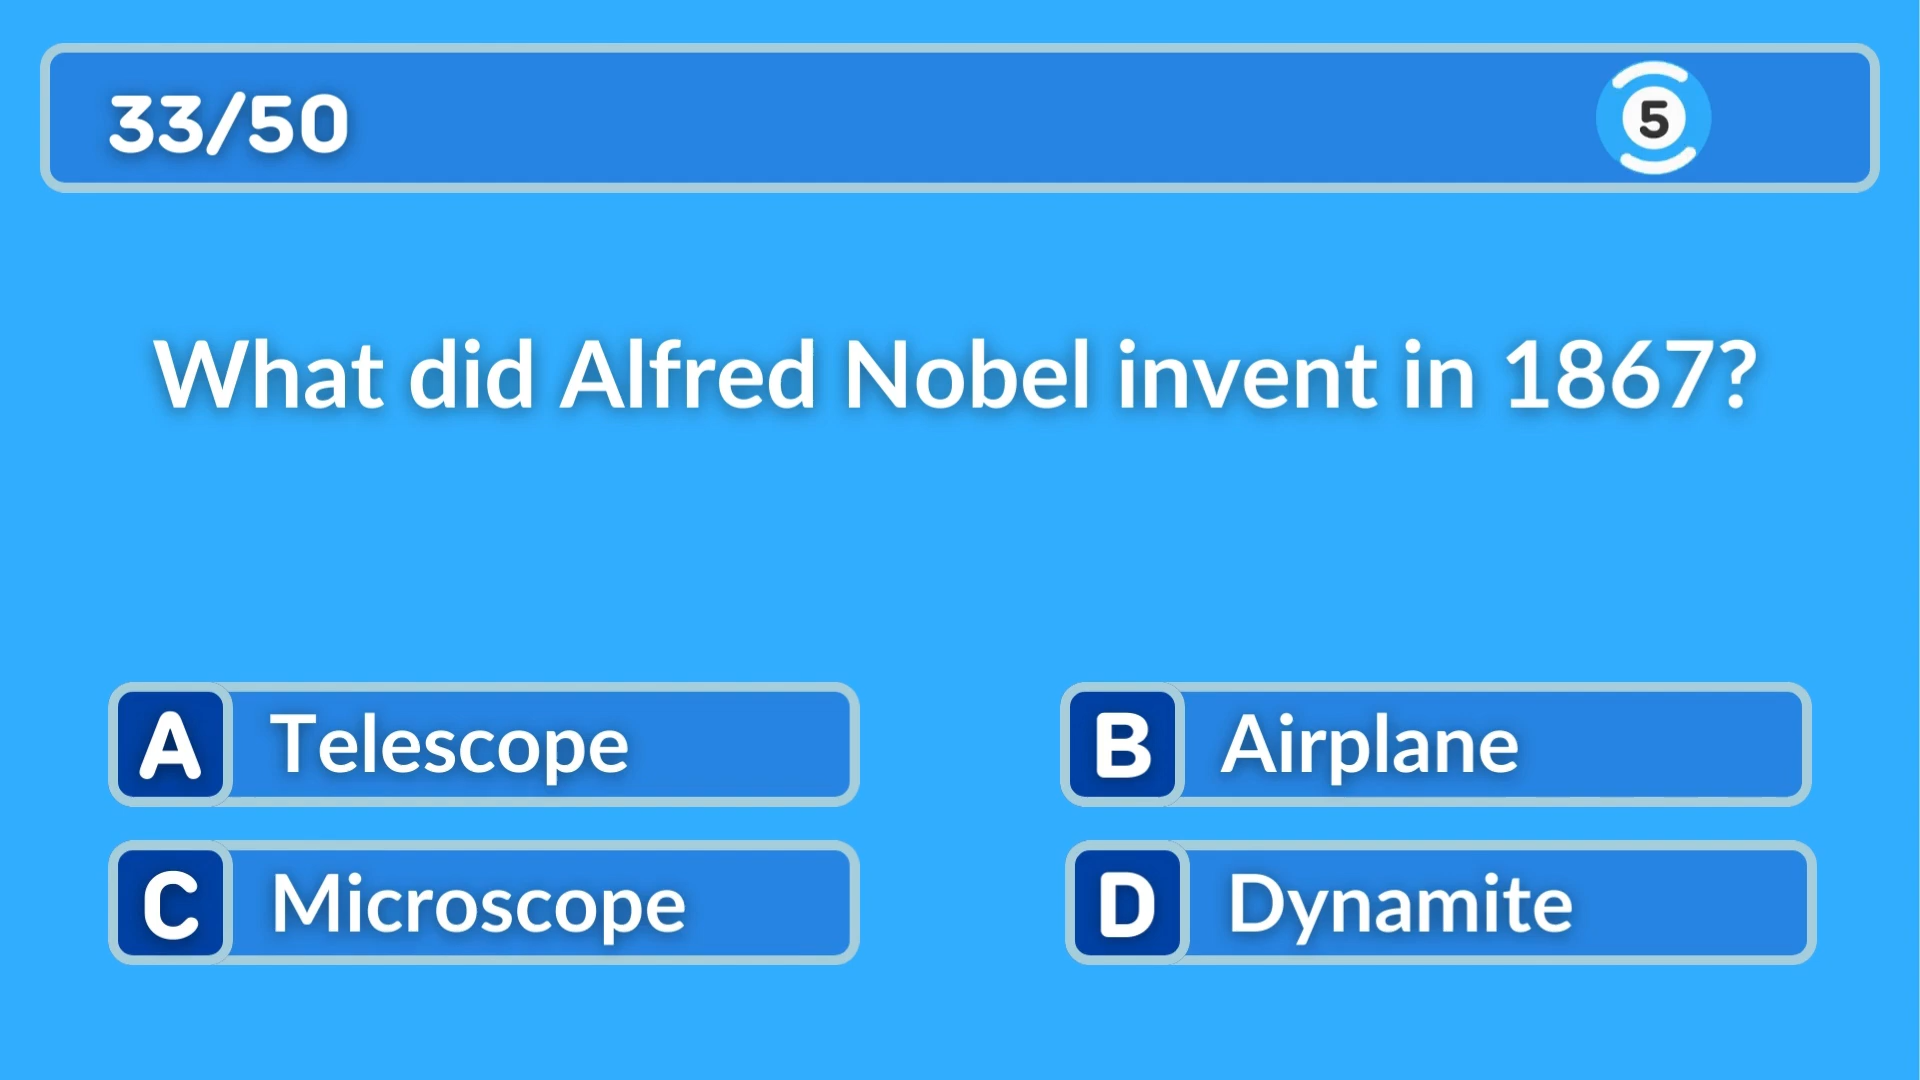 33/50
5
What did Alfred Nobel invent in 1867?
A Telescope
B Airplane
C Microscope
D Dynamite